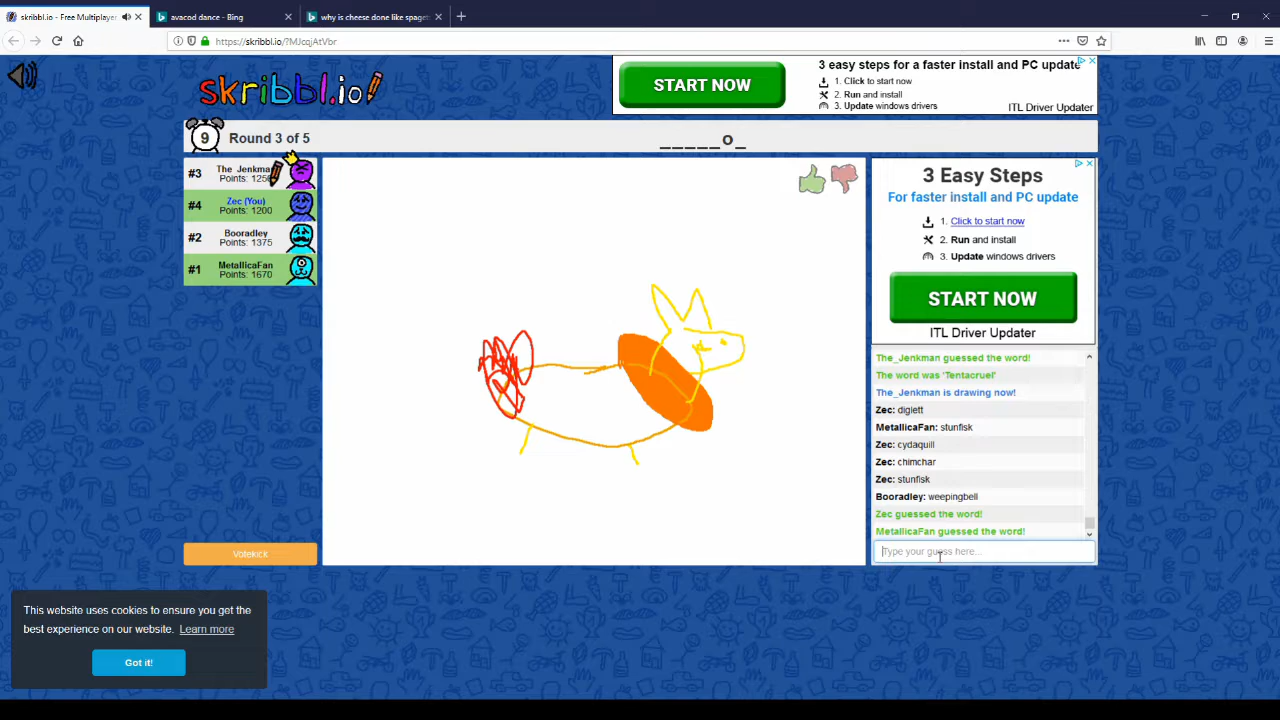 skribbl.io - Free Multiplayer
avacod dance - Bing
why is cheese done like spaget
https://skribbl.io/?MJcqjAtVbr
skribbl.io
START NOW
3 easy steps for a faster install and PC update
1. Click to start now
2. Run and install
3. Update windows drivers
ITL Driver Updater
9
Round 3 of 5
_____o_
#3
The_Jenkma
Points: 125
#4
Zec (You)
Points: 1200
#2
Booradley
Points: 1375
#1
MetallicaFan
Points: 1670
3 Easy Steps
For faster install and PC update
1. Click to start now
2. Run and install
3. Update windows drivers
START NOW
ITL Driver Updater
The_Jenkman guessed the word!
The word was 'Tentacruel'
The_Jenkman is drawing now!
Zec: diglett
MetallicaFan: stunfisk
Zec: cydaquill
Zec: chimchar
Zec: stunfisk
Booradley: weepingbell
Zec guessed the word!
MetallicaFan guessed the word!
Type your guess here...
Votekick
This website uses cookies to ensure you get the
best experience on our website. Learn more
Got it!